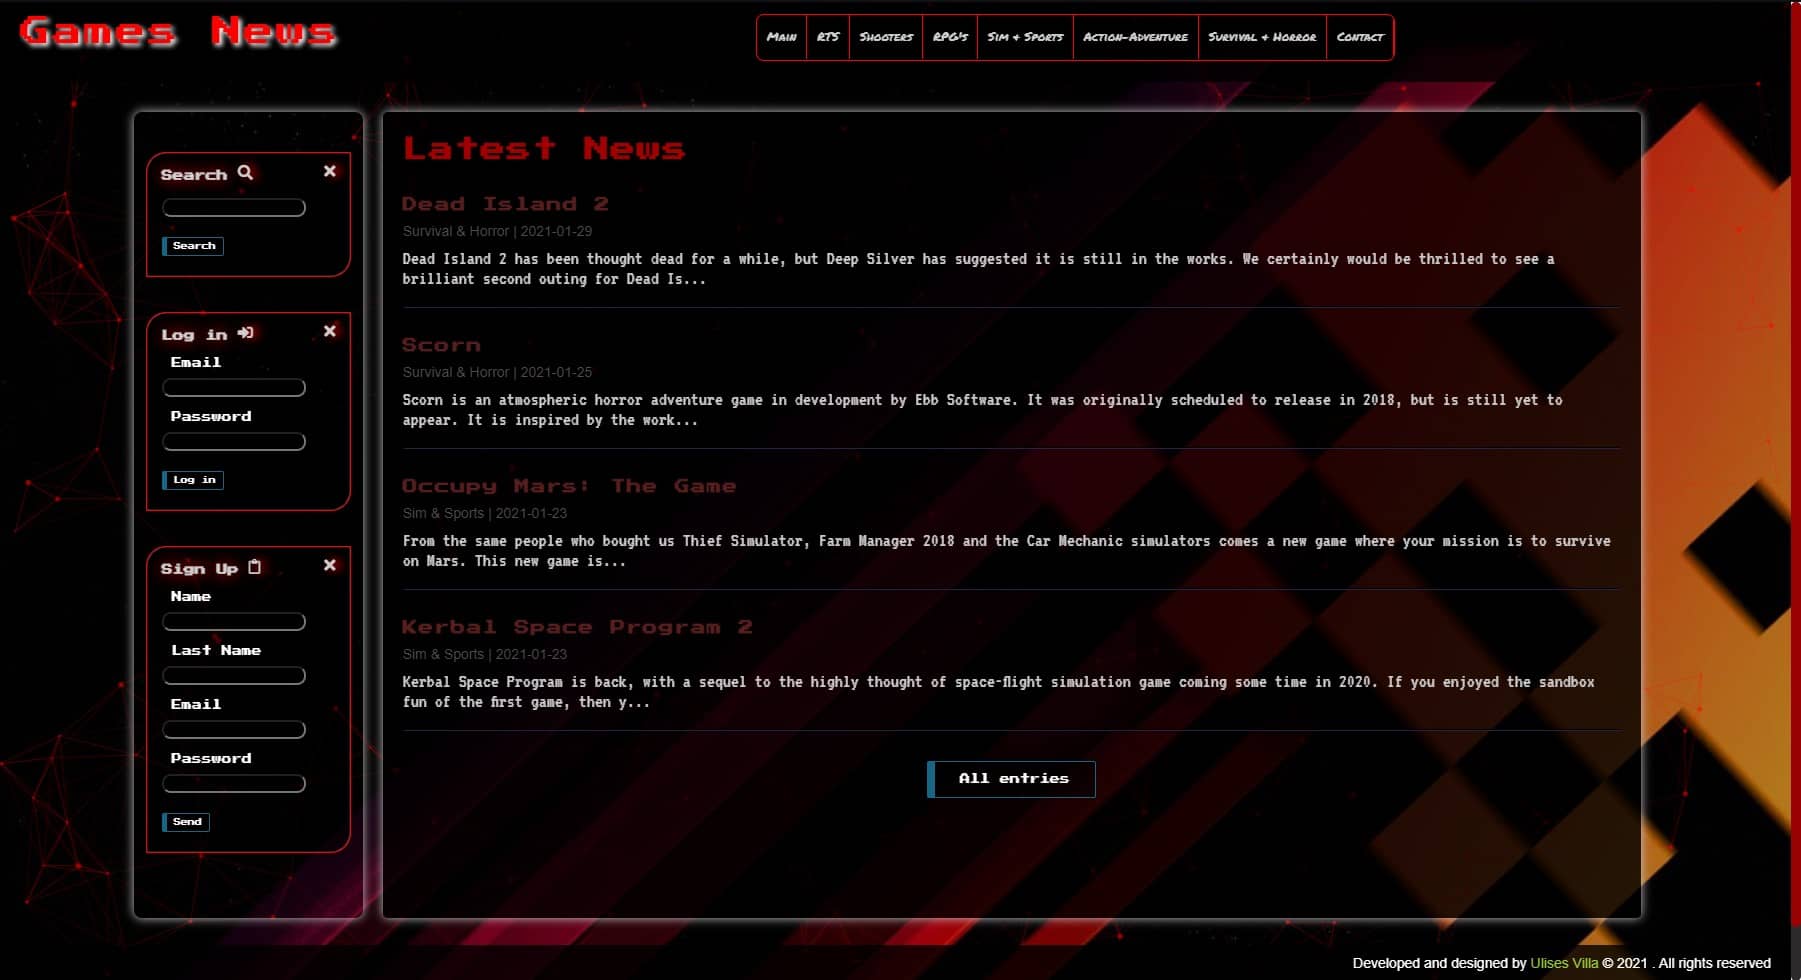 Games News
Main RTS Shooters RPG's Sim & Sports Action-Adventure Survival & Horror Contact
Search
Search
Log in
Email
Password
Log in
Sign Up
Name
Last Name
Email
Password
Send
Latest News
Dead Island 2
Survival & Horror | 2021-01-29
Dead Island 2 has been thought dead for a while, but Deep Silver has suggested it is still in the works. We certainly would be thrilled to see a
brilliant second outing for Dead Is...
Scorn
Survival & Horror | 2021-01-25
Scorn is an atmospheric horror adventure game in development by Ebb Software. It was originally scheduled to release in 2018, but is still yet to
appear. It is inspired by the work...
Occupy Mars: The Game
Sim & Sports | 2021-01-23
From the same people who bought us Thief Simulator, Farm Manager 2018 and the Car Mechanic simulators comes a new game where your mission is to survive
on Mars. This new game is...
Kerbal Space Program 2
Sim & Sports | 2021-01-23
Kerbal Space Program is back, with a sequel to the highly thought of space-flight simulation game coming some time in 2020. If you enjoyed the sandbox
fun of the first game, then y...
All entries
Developed and designed by Ulises Villa © 2021 . All rights reserved